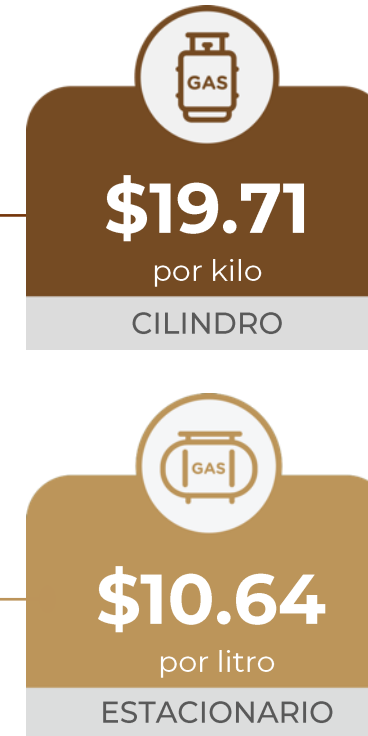 GAS
$19.71
por kilo
CILINDRO
GAS
$10.64
por litro
ESTACIONARIO